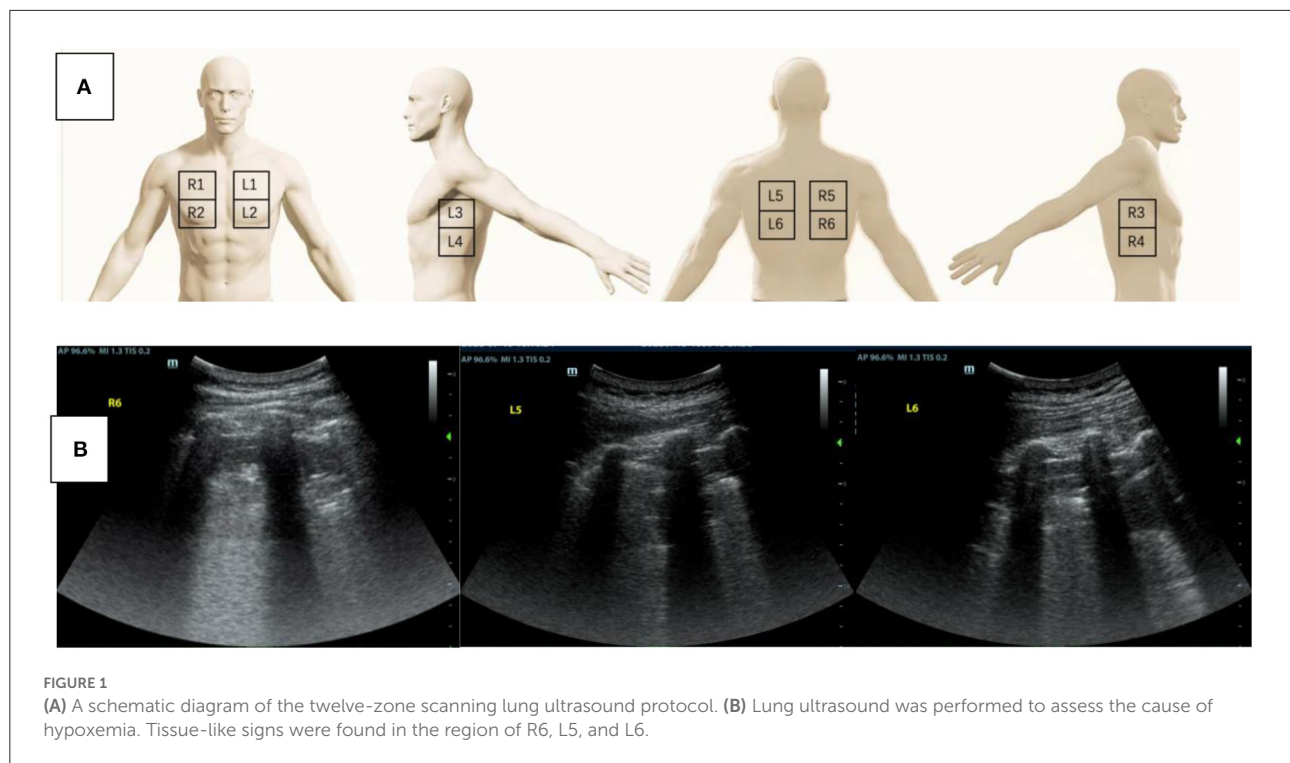 A
R1 L1
R2 L2
L3
L4
L5 R5
L6 R6
R3
R4
B
AP 96.6% MI 1.3 TIS 0.2
m
R6
AP 96.6% MI 1.3 TIS 0.2
m
L5
AP 96.6% MI 1.3 TIS 0.2
m
L6
FIGURE 1
(A) A schematic diagram of the twelve-zone scanning lung ultrasound protocol. (B) Lung ultrasound was performed to assess the cause of
hypoxemia. Tissue-like signs were found in the region of R6, L5, and L6.